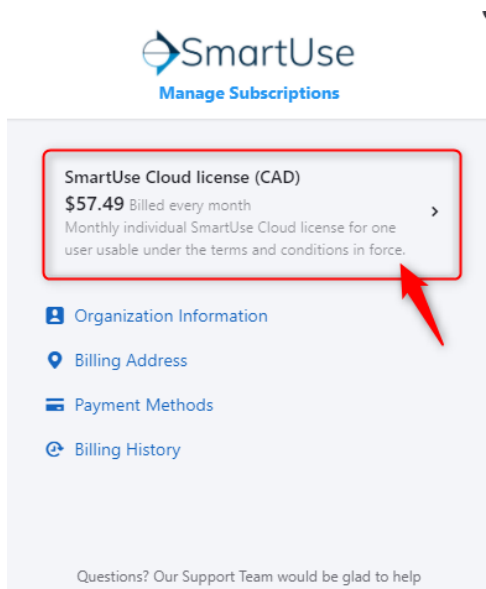 SmartUse
Manage Subscriptions
SmartUse Cloud license (CAD)
$57.49 Billed every month
Monthly individual SmartUse Cloud license for one
user usable under the terms and conditions in force.
Organization Information
Billing Address
Payment Methods
Billing History
Questions? Our Support Team would be glad to help